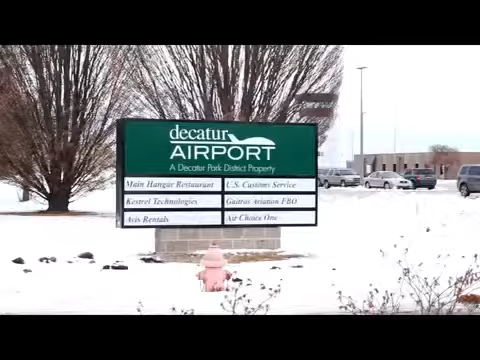 decatur
AIRPORT
A Decatur Park District Property
Main Hangar Restaurant
U.S. Customs Service
Kestrel Technologies
Gastros Aviation FBO
Avis Rentals
Air Choice One